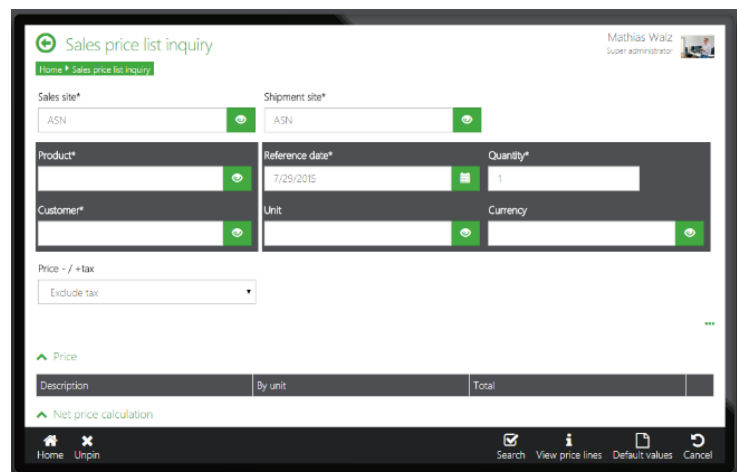 Sales price list inquiry
Mathias Walz
Super administrator
Home Sales price list inquiry
Sales site* Shipment site*
ASN ASN
Product* Reference date* Quantity*
7/29/2015 1
Customer* Unit Currency
Price - / +tax
Exclude tax
Price
Description By unit Total
Net price calculation
Home Unpin Search View price lines Default values Cancel